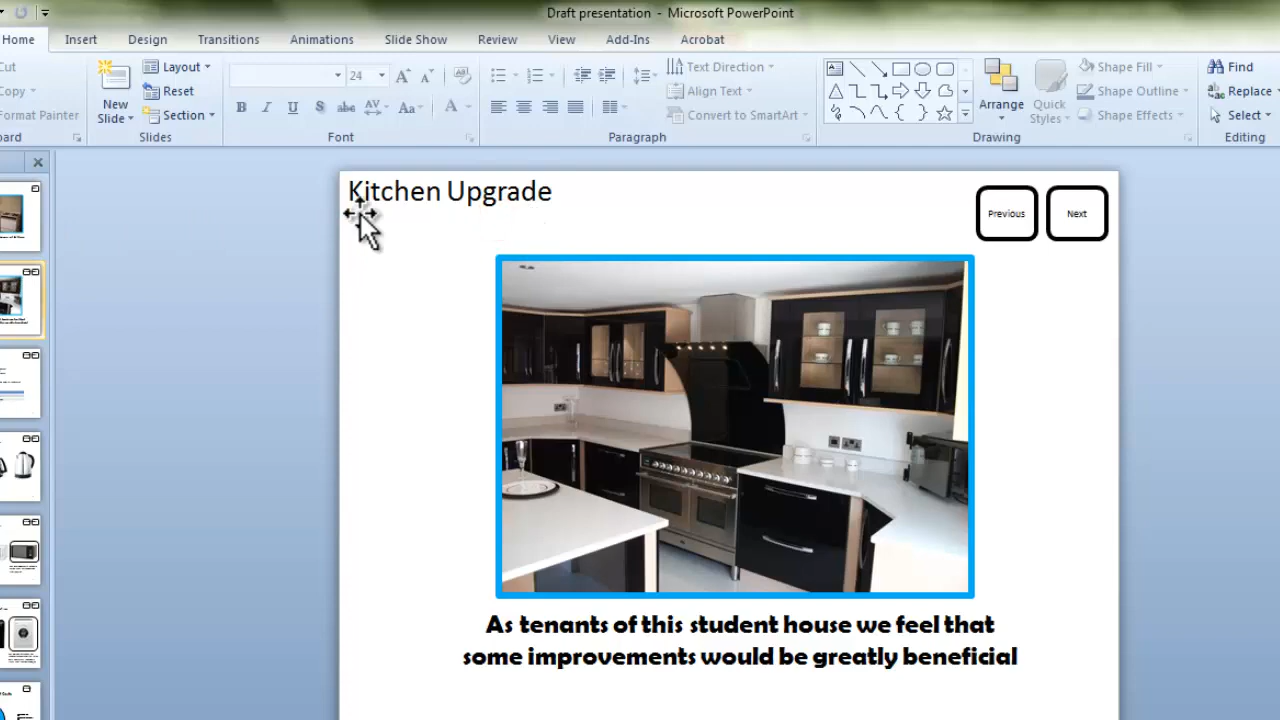 Draft presentation - Microsoft PowerPoint
Home Insert Design Transitions Animations Slide Show Review View Add-Ins Acrobat
Cut
Copy
Format Painter
New
Slide
Layout
Reset
Section
Slides
24
B I U S abc AV Aa A
Font
Text Direction
Align Text
Convert to SmartArt
Paragraph
Arrange
Quick
Styles
Shape Fill
Shape Outline
Shape Effects
Drawing
Find
Replace
Select
Editing
Kitchen Upgrade
Previous
Next
As tenants of this student house we feel that
some improvements would be greatly beneficial